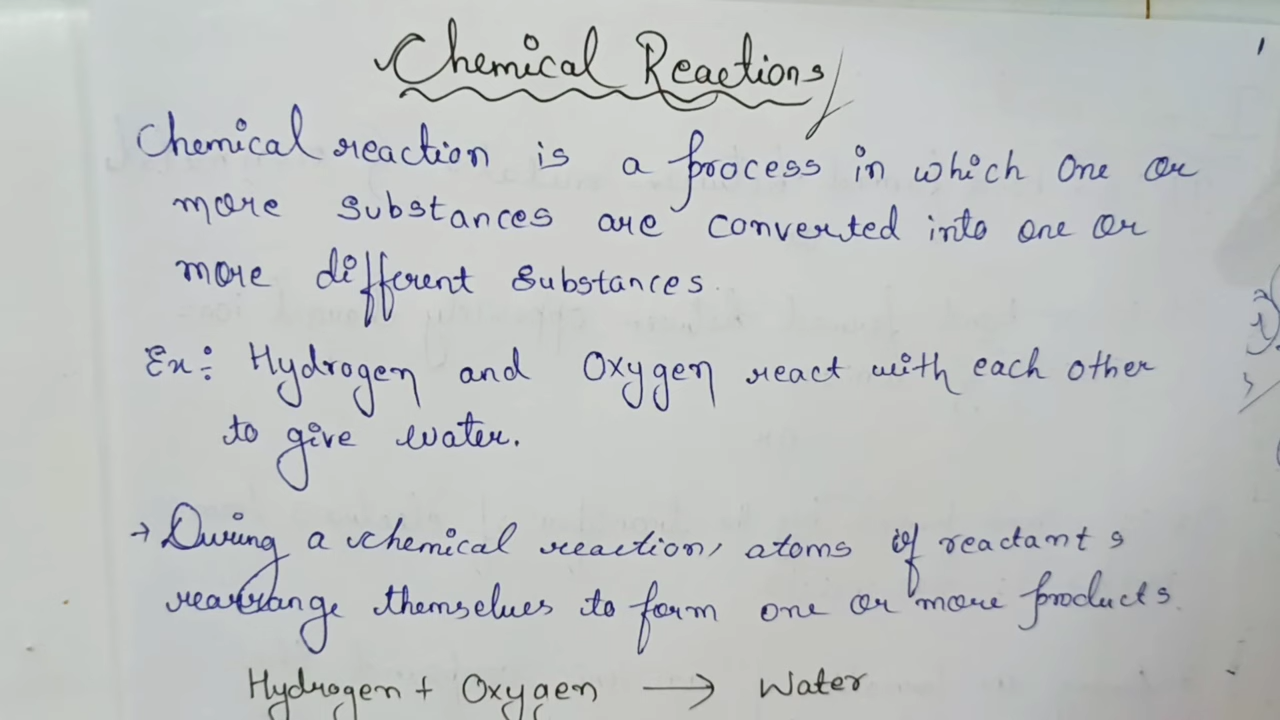 Chemical Reactions
Chemical reaction is a process in which one or
more substances are converted into one or
more different substances.
Ex:- Hydrogen and Oxygen react with each other
to give water.
→ During a chemical reaction, atoms of reactants
rearrange themselves to form one or more products.
Hydrogen + Oxygen → Water